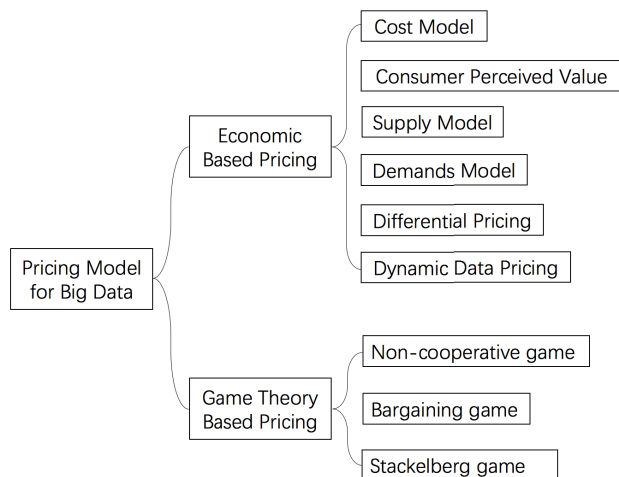 Cost Model
Consumer Perceived Value
Economic
Based Pricing
Supply Model
Demands Model
Differential Pricing
Dynamic Data Pricing
Pricing Model
for Big Data
Non-cooperative game
Game Theory
Based Pricing
Bargaining game
Stackelberg game